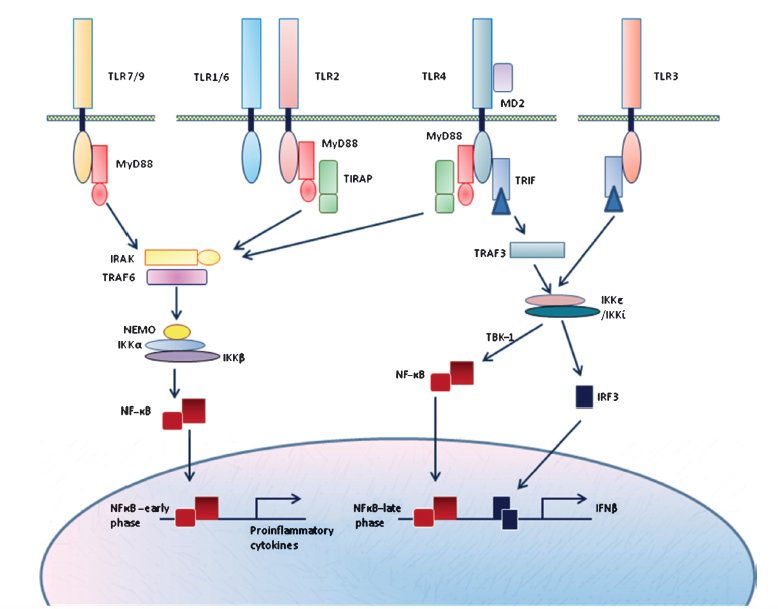 TLR7/9
TLR1/6
TLR2
TLR4
TLR3
MD2
MyD88
MyD88
MyD88
TIRAP
TRIF
IRAK
TRAF3
TRAF6
IKKε
/IKKi
NEMO
IKKα
IKKβ
TBK-1
NF-κB
NF-κB
IRF3
NFκB-early
phase
Proinflammatory
cytokines
NFκB-late
phase
IFNβ